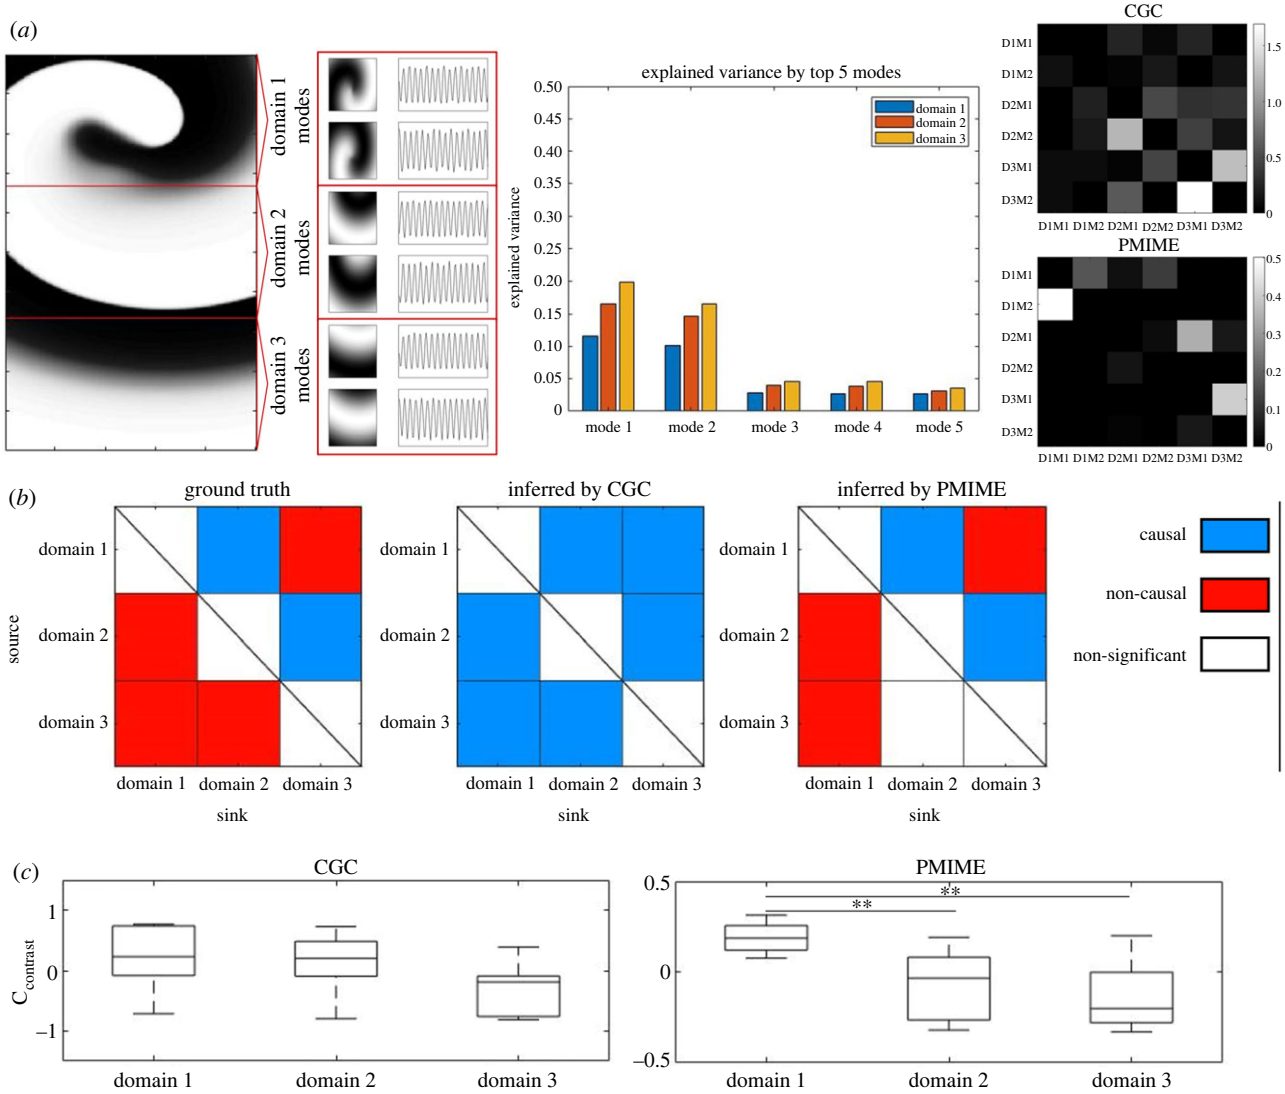 (a)
domain 1
modes
domain 2
modes
domain 3
modes
explained variance by top 5 modes
explained variance
0.50
0.45
0.40
0.35
0.30
0.25
0.20
0.15
0.10
0.05
0
domain 1
domain 2
domain 3
mode 1 mode 2 mode 3 mode 4 mode 5
CGC
D1M1
D1M2
D2M1
D2M2
D3M1
D3M2
D1M1 D1M2 D2M1 D2M2 D3M1 D3M2
1.5
1.0
0.5
0
PMIME
D1M1
D1M2
D2M1
D2M2
D3M1
D3M2
D1M1 D1M2 D2M1 D2M2 D3M1 D3M2
0.5
0.4
0.3
0.2
0.1
0
(b)
ground truth
source
domain 1
domain 2
domain 3
domain 1 domain 2 domain 3
sink
inferred by CGC
domain 1
domain 2
domain 3
domain 1 domain 2 domain 3
sink
inferred by PMIME
domain 1
domain 2
domain 3
domain 1 domain 2 domain 3
sink
causal
non-causal
non-significant
(c)
CGC
C contrast
1
0
–1
domain 1 domain 2 domain 3
PMIME
0.5
0
–0.5
**
**
domain 1 domain 2 domain 3